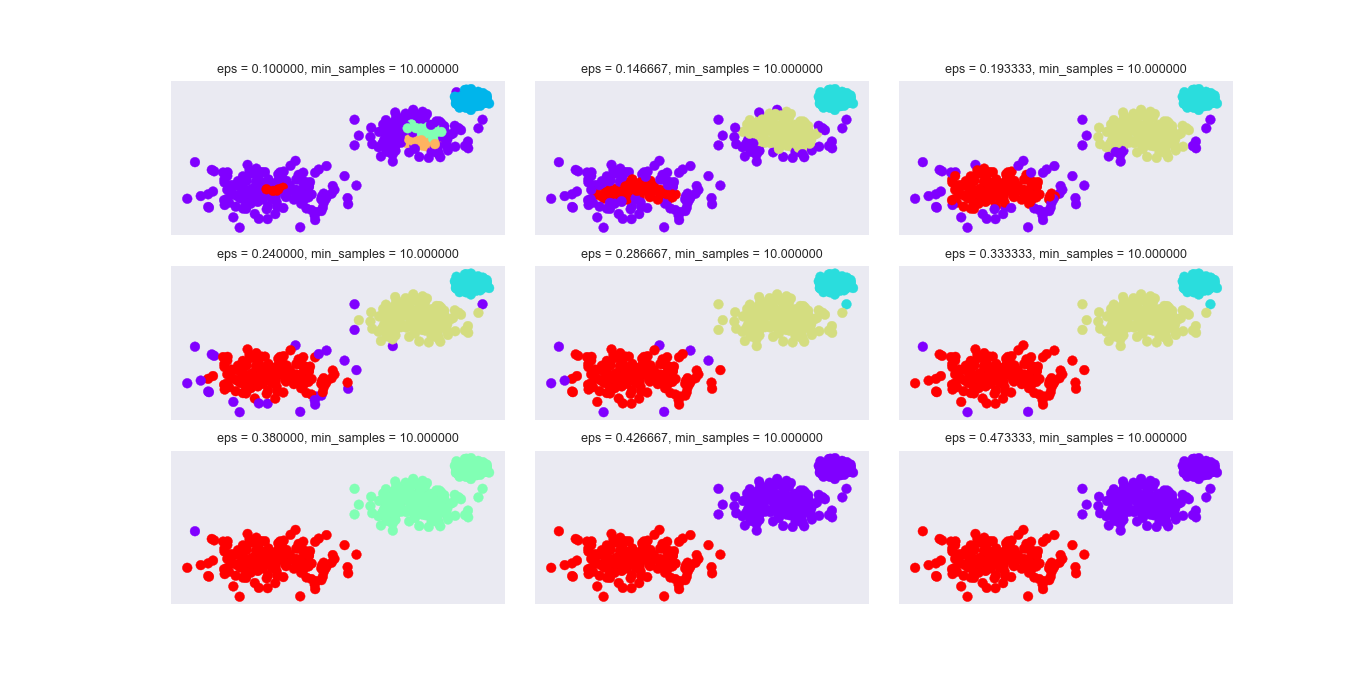 eps = 0.100000, min_samples = 10.000000
eps = 0.146667, min_samples = 10.000000
eps = 0.193333, min_samples = 10.000000
eps = 0.240000, min_samples = 10.000000
eps = 0.286667, min_samples = 10.000000
eps = 0.333333, min_samples = 10.000000
eps = 0.380000, min_samples = 10.000000
eps = 0.426667, min_samples = 10.000000
eps = 0.473333, min_samples = 10.000000